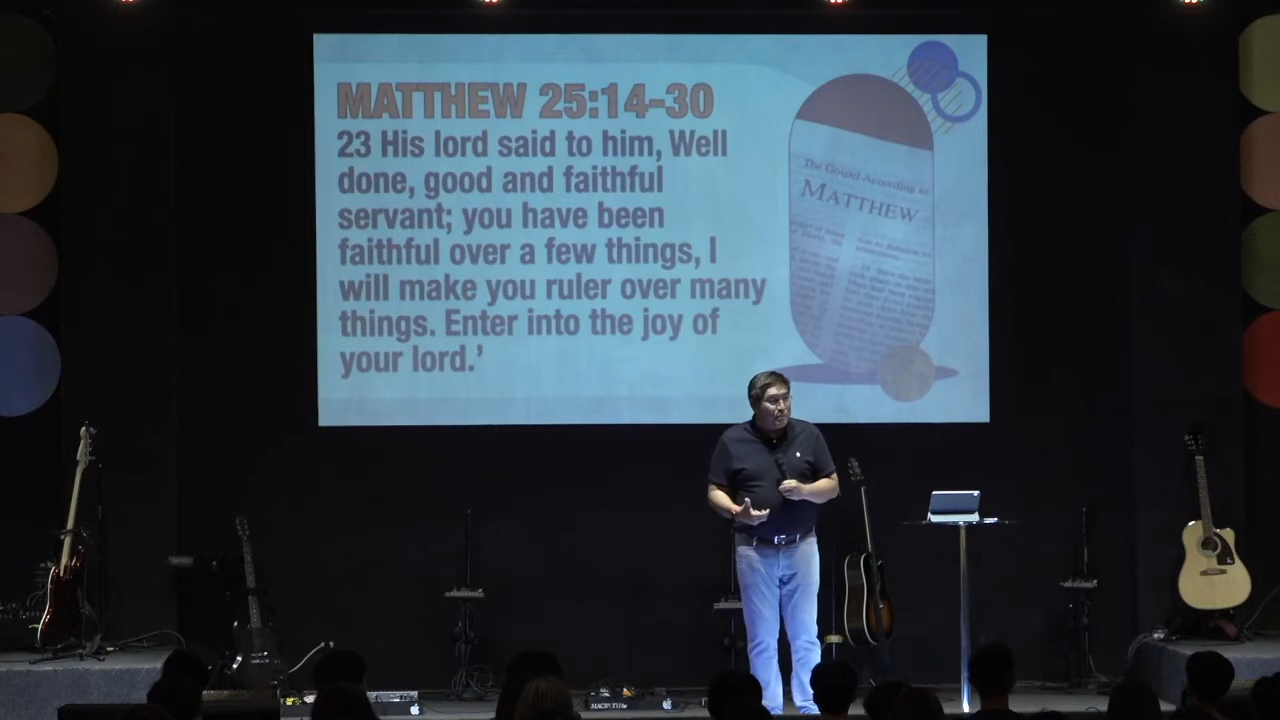 MATTHEW 25:14-30
23 His lord said to him, Well
done, good and faithful
servant; you have been
faithful over a few things, I
will make you ruler over many
things. Enter into the joy of
your lord.’
The Gospel According to
MATTHEW